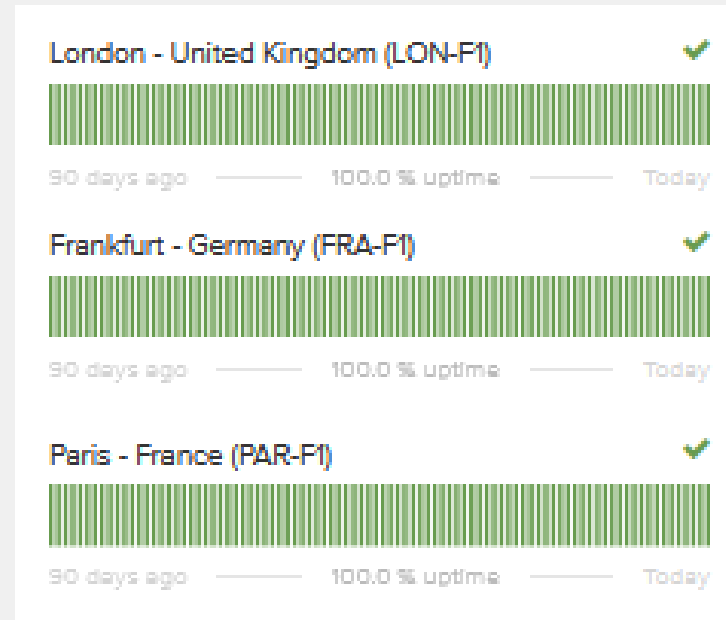 London - United Kingdom (LON-F1)
90 days ago 100.0 % uptime Today
Frankfurt - Germany (FRA-F1)
90 days ago 100.0 % uptime Today
Paris - France (PAR-F1)
90 days ago 100.0 % uptime Today